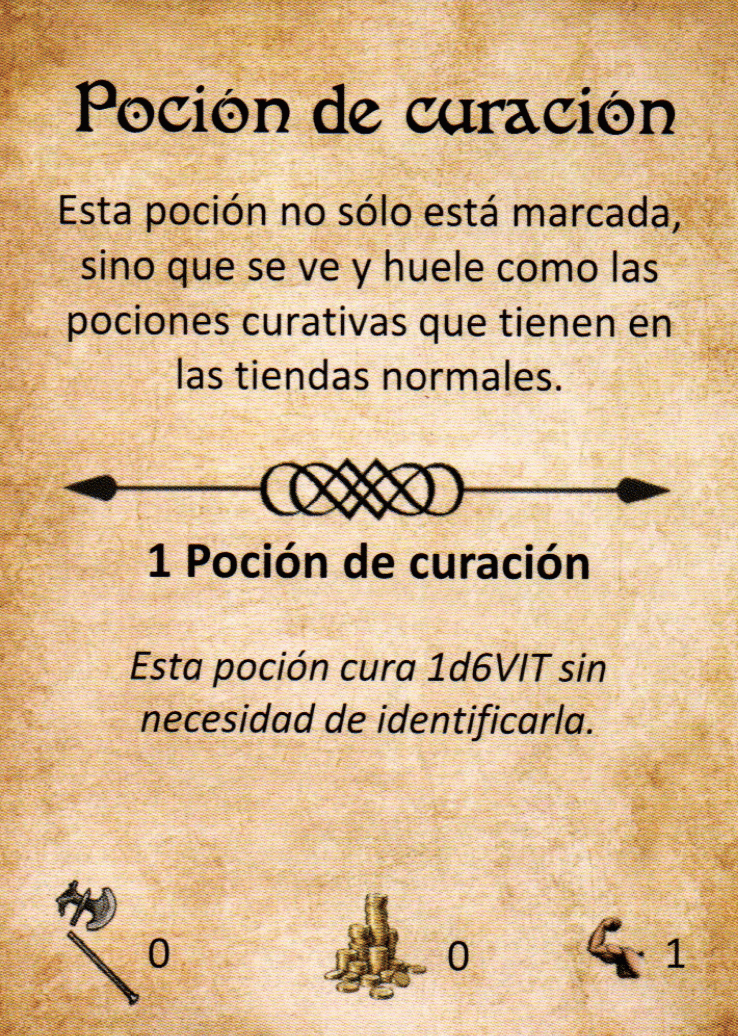 Poción de curación
Esta poción no sólo está marcada,
sino que se ve y huele como las
pociones curativas que tienen en
las tiendas normales.
1 Poción de curación
Esta poción cura 1d6VIT sin
necesidad de identificarla.
0 0 1